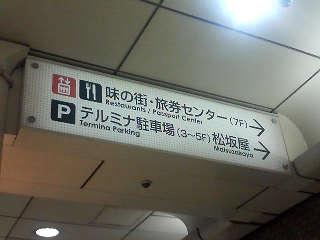 味の街・旅券センター(7F)
Restaurants / Passport Center
P テルミナ駐車場(3〜5F) 松坂屋
Termina Parking Matsuzakaya